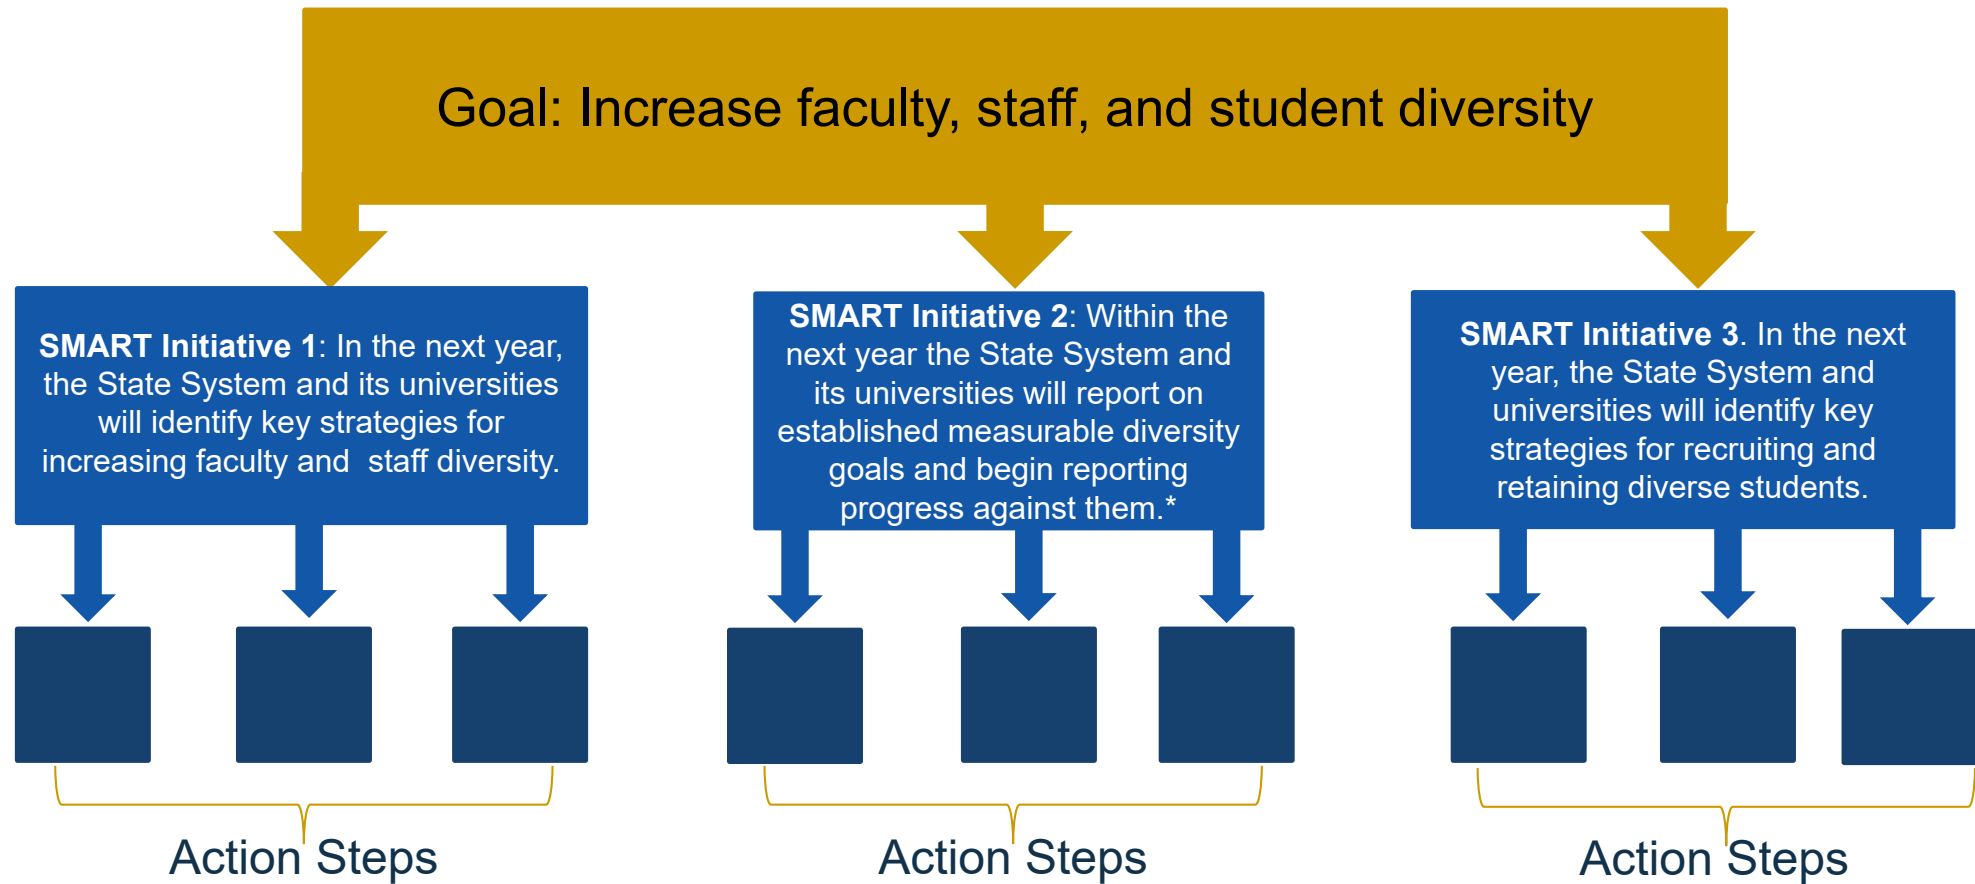 Goal: Increase faculty, staff, and student diversity
SMART Initiative 1: In the next year,
the State System and its universities
will identify key strategies for
increasing faculty and  staff diversity.
SMART Initiative 2: Within the
next year the State System and
its universities will report on
established measurable diversity
goals and begin reporting
progress against them.*
SMART Initiative 3. In the next
year, the State System and
universities will identify key
strategies for recruiting and
retaining diverse students.
Action Steps
Action Steps
Action Steps